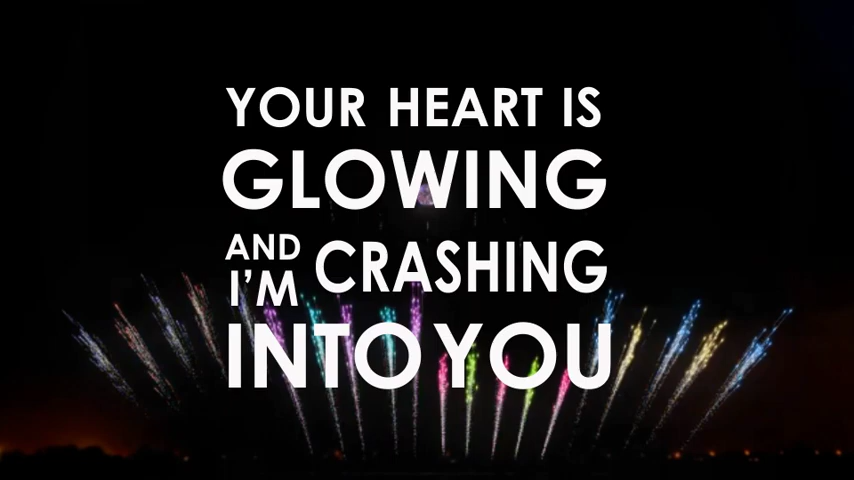 YOUR HEART IS
GLOWING
AND I'M CRASHING
INTO YOU